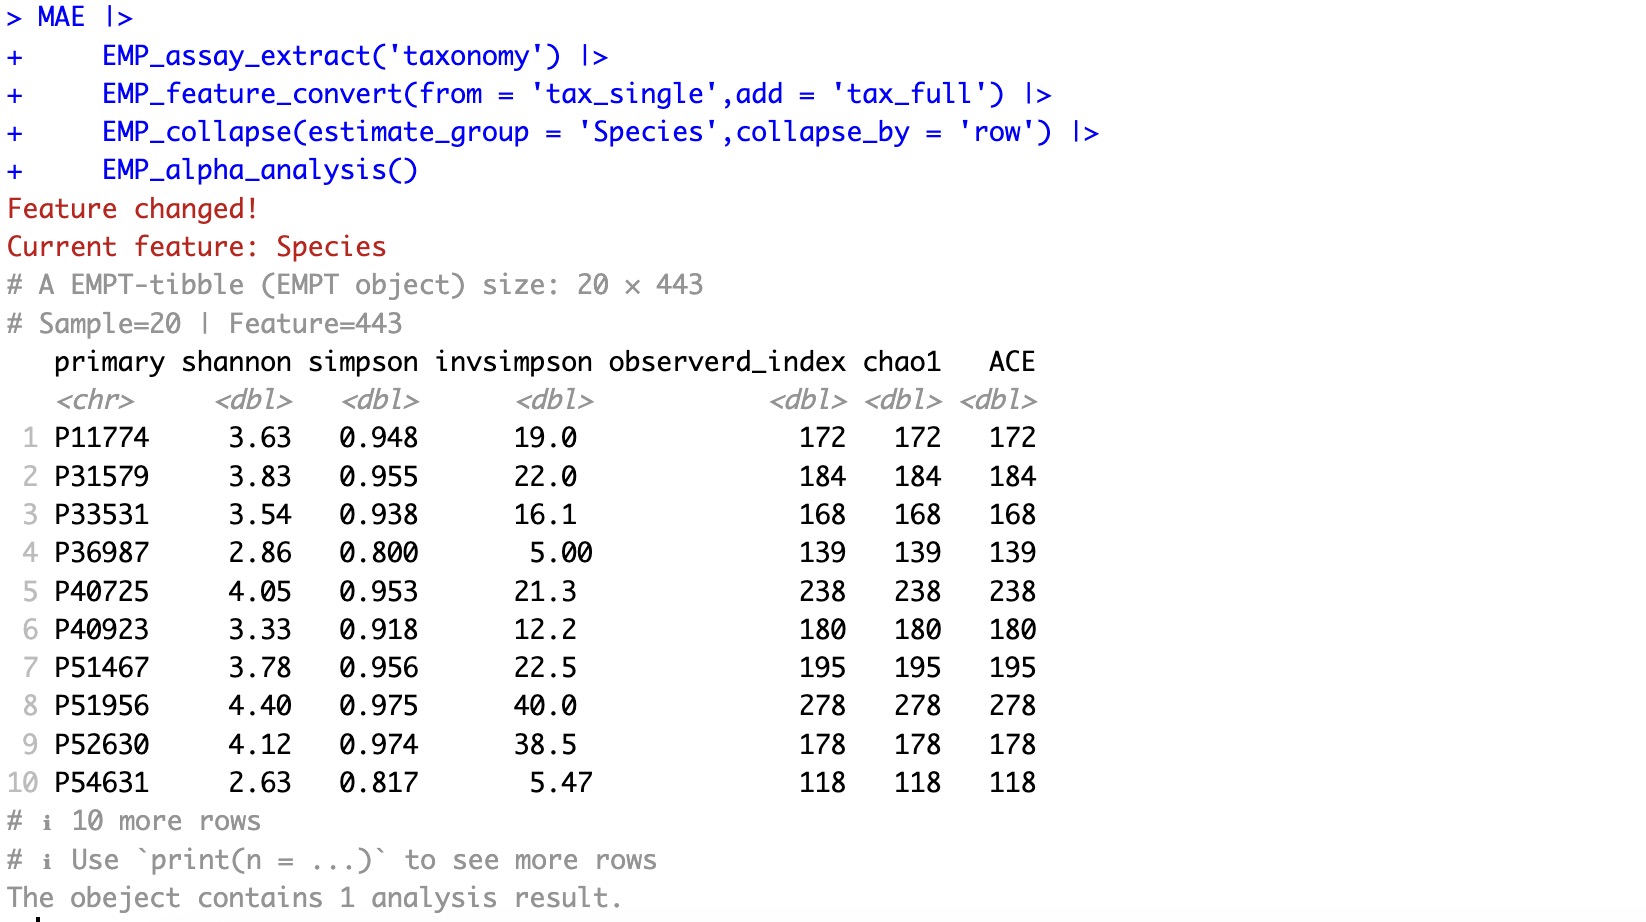 > MAE |>
+     EMP_assay_extract('taxonomy') |>
+     EMP_feature_convert(from = 'tax_single',add = 'tax_full') |>
+     EMP_collapse(estimate_group = 'Species',collapse_by = 'row') |>
+     EMP_alpha_analysis()
Feature changed!
Current feature: Species
# A EMPT-tibble (EMPT object) size: 20 × 443
# Sample=20 | Feature=443
   primary shannon simpson invsimpson observerd_index chao1   ACE
   <chr>     <dbl>   <dbl>      <dbl>           <dbl> <dbl> <dbl>
 1 P11774     3.63   0.948      19.0              172   172   172
 2 P31579     3.83   0.955      22.0              184   184   184
 3 P33531     3.54   0.938      16.1              168   168   168
 4 P36987     2.86   0.800       5.00             139   139   139
 5 P40725     4.05   0.953      21.3              238   238   238
 6 P40923     3.33   0.918      12.2              180   180   180
 7 P51467     3.78   0.956      22.5              195   195   195
 8 P51956     4.40   0.975      40.0              278   278   278
 9 P52630     4.12   0.974      38.5              178   178   178
10 P54631     2.63   0.817       5.47             118   118   118
# ℹ 10 more rows
# ℹ Use `print(n = ...)` to see more rows
The obeject contains 1 analysis result.